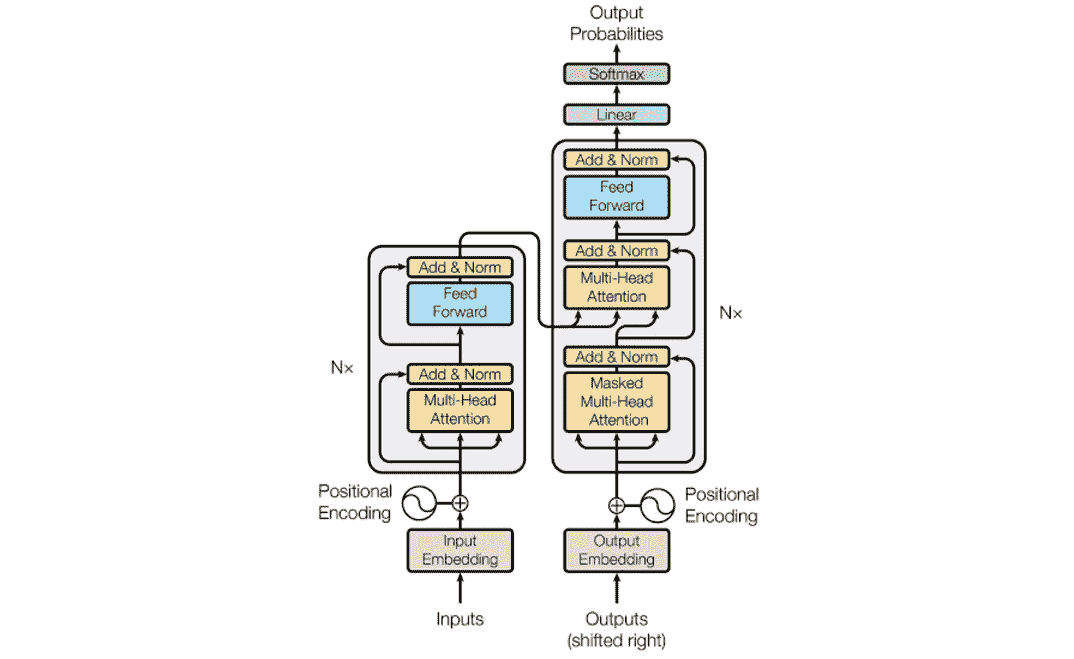 Output
Probabilities
Softmax
Linear
Add & Norm
Feed
Forward
Add & Norm
Multi-Head
Attention
Add & Norm
Masked
Multi-Head
Attention
N×
Positional
Encoding
Output
Embedding
Outputs
(shifted right)
Add & Norm
Feed
Forward
Add & Norm
Multi-Head
Attention
Nx
Positional
Encoding
Input
Embedding
Inputs